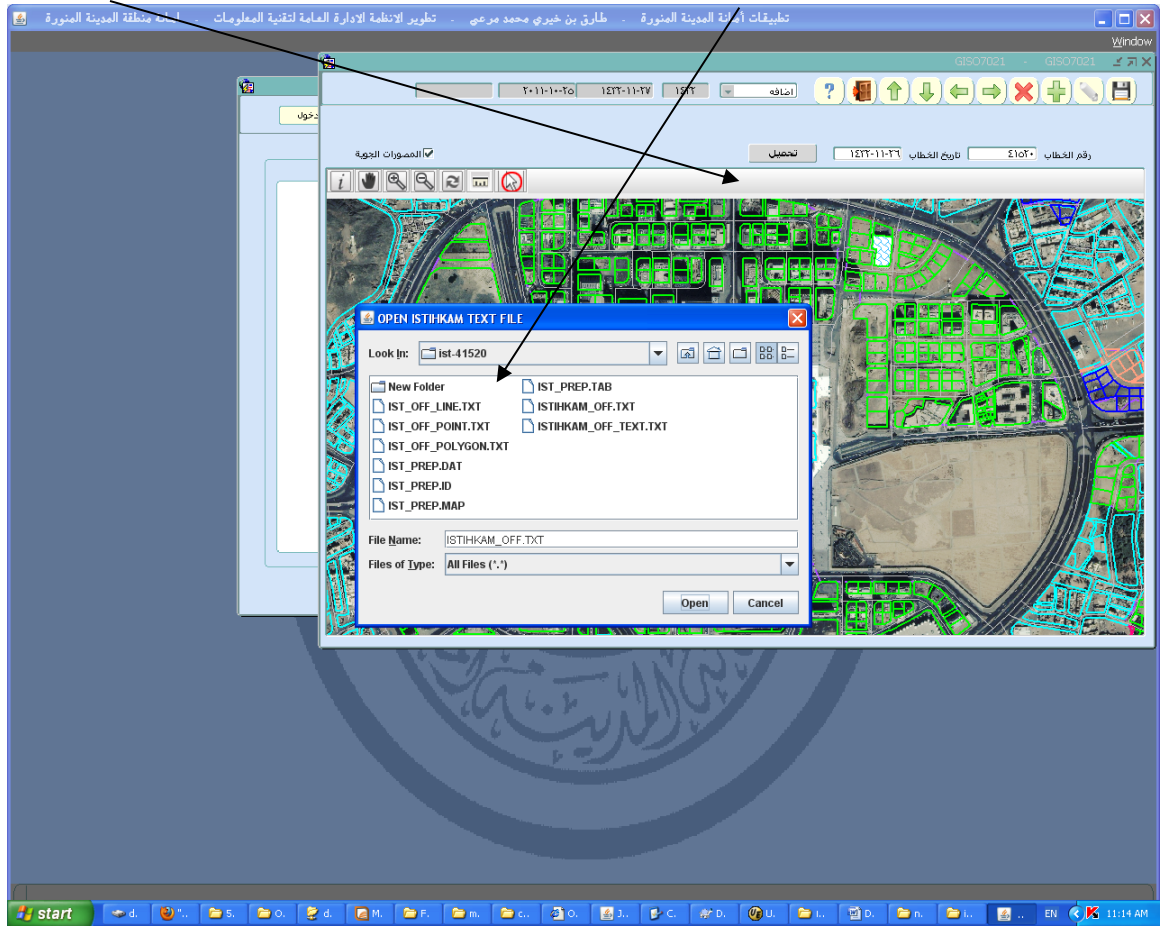 تطبيقات أمانة المدينة المنورة - طارق بن خيري محمد مرعي - تطوير الانظمة الادارة العامة لتقنية المعلومات - امانة منطقة المدينة المنورة
Window
GISO7021 - GISO7021
اضافه ١٤٣٢ ١٤٣٢-١١-٢٧ ٢٠١١-١٠-٢٥
دخول
رقم الخطاب ٤١٥٢٠ تاريخ الخطاب ١٤٣٢-١١-٢٦ تحميل المصورات الجوية
OPEN ISTIHKAM TEXT FILE
Look In: ist-41520
New Folder
IST_OFF_LINE.TXT
IST_OFF_POINT.TXT
IST_OFF_POLYGON.TXT
IST_PREP.DAT
IST_PREP.ID
IST_PREP.MAP
IST_PREP.TAB
ISTIHKAM_OFF.TXT
ISTIHKAM_OFF_TEXT.TXT
File Name: ISTIHKAM_OFF.TXT
Files of Type: All Files (*.*)
Open Cancel
start d. ".. 5. O. d. M. F. m. c.. O. J.. C. D. U. i.. D. n. i.. .. EN 11:14 AM